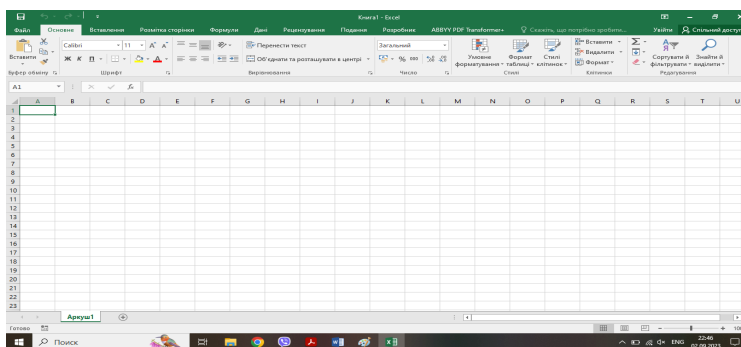 Книга1 - Excel
Файл Основне Вставлення Розмітка сторінки Формули Дані Рецензування Подання Розробник ABBYY PDF Transformer+ Скажіть, що потрібно зробити... Увійти Спільний доступ
Вставити
Calibri 11
Ж К П
Перенести текст
Об'єднати та розташувати в центрі
Загальний
% 000
Умовне форматування
Формат таблиці
Стилі клітинок
Вставити
Видалити
Формат
Сортувати й фільтрувати
Знайти й виділити
Буфер обміну Шрифт Вирівнювання Число Стилі Клітинки Редагування
A1 fx
A B C D E F G H I J K L M N O P Q R S T U
1
2
3
4
5
6
7
8
9
10
11
12
13
14
15
16
17
18
19
20
21
22
23
Аркуш1
Готово
Поиск
ENG
22:46
02.09.2023